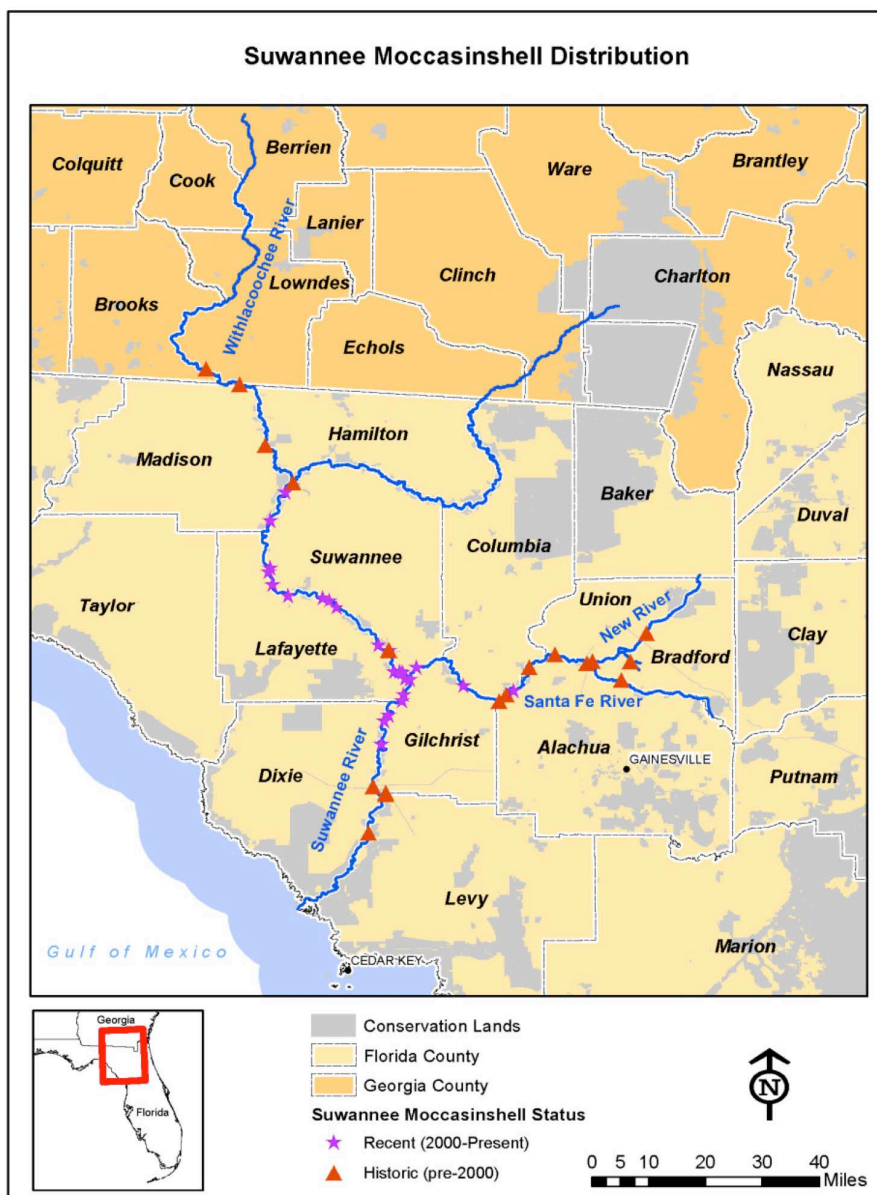 Suwannee Moccasinshell Distribution
Berrien
Ware
Brantley
Colquitt
Cook
Lanier
Withlacoochee River
Clinch
Charlton
Lowndes
Brooks
Echols
Nassau
Hamilton
Madison
Baker
Duval
Columbia
Suwannee
Union
New River
Taylor
Clay
Lafayette
Bradford
Santa Fe River
Gilchrist
Alachua
Suwannee River
GAINESVILLE
Dixie
Putnam
Levy
Marion
Gulf of Mexico
CEDAR KEY
Georgia
Florida
Conservation Lands
Florida County
Georgia County
Suwannee Moccasinshell Status
Recent (2000-Present)
Historic (pre-2000)
N
0 5 10 20 30 40
Miles